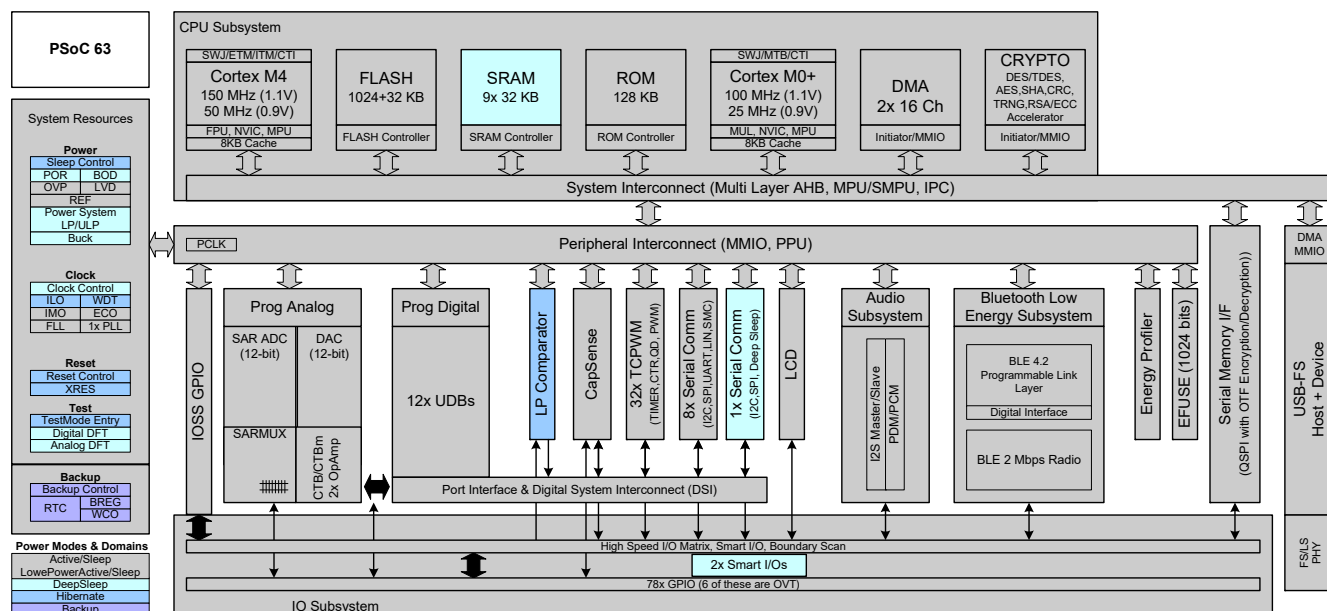 PSoC 63
System Resources
Power
Sleep Control
POR BOD
OVP LVD
REF
Power System
LP/ULP
Buck
Clock
Clock Control
ILO WDT
IMO ECO
FLL 1x PLL
Reset
Reset Control
XRES
Test
TestMode Entry
Digital DFT
Analog DFT
Backup
Backup Control
RTC
BREG
WCO
Power Modes & Domains
Active/Sleep
LowePowerActive/Sleep
DeepSleep
Hibernate
Backup
CPU Subsystem
SWJ/ETM/ITM/CTI
Cortex M4
150 MHz (1.1V)
50 MHz (0.9V)
FPU, NVIC, MPU
8KB Cache
FLASH
1024+32 KB
FLASH Controller
SRAM
9x 32 KB
SRAM Controller
ROM
128 KB
ROM Controller
SWJ/MTB/CTI
Cortex M0+
100 MHz (1.1V)
25 MHz (0.9V)
MUL, NVIC, MPU
8KB Cache
DMA
2x 16 Ch
Initiator/MMIO
CRYPTO
DES/TDES,
AES,SHA,CRC,
TRNG,RSA/ECC
Accelerator
Initiator/MMIO
System Interconnect (Multi Layer AHB, MPU/SMPU, IPC)
PCLK
Peripheral Interconnect (MMIO, PPU)
IOSS GPIO
Prog Analog
SAR ADC
(12-bit)
DAC
(12-bit)
SARMUX
CTB/CTBm
2x OpAmp
Prog Digital
12x UDBs
LP Comparator
CapSense
32x TCPWM
(TIMER,CTR,QD, PWM)
8x Serial Comm
(I2C,SPI,UART,LIN,SMC)
1x Serial Comm
(I2C,SPI, Deep Sleep)
LCD
Port Interface & Digital System Interconnect (DSI)
Audio
Subsystem
I2S Master/Slave
PDM/PCM
Bluetooth Low
Energy Subsystem
BLE 4.2
Programmable Link
Layer
Digital Interface
BLE 2 Mbps Radio
Energy Profiler
EFUSE (1024 bits)
Serial Memory I/F
(QSPI with OTF Encryption/Decryption))
DMA
MMIO
USB-FS
Host + Device
FS/LS
PHY
High Speed I/O Matrix, Smart I/O, Boundary Scan
2x Smart I/Os
78x GPIO (6 of these are OVT)
IO Subsystem